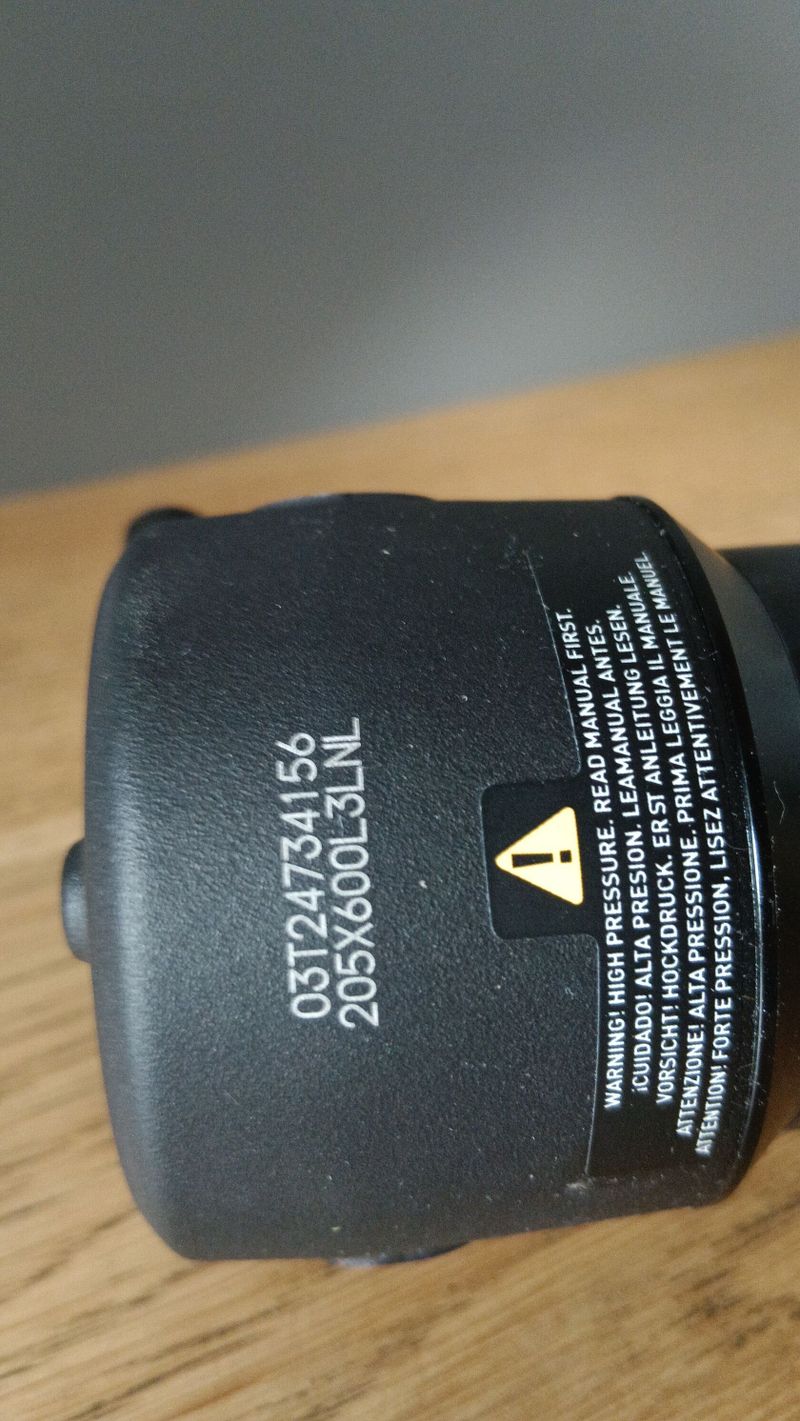 03T24734156
205X600L3LNL
WARNING! HIGH PRESSURE. READ MANUAL FIRST.
¡CUIDADO! ALTA PRESION. LEAMANUAL ANTES.
VORSICHT! HOCKDRUCK. ER ST ANLEITUNG LESEN.
ATTENZIONE! ALTA PRESSIONE. PRIMA LEGGIA IL MANUALE.
ATTENTION! FORTE PRESSION, LISEZ ATTENTIVEMENT LE MANUEL